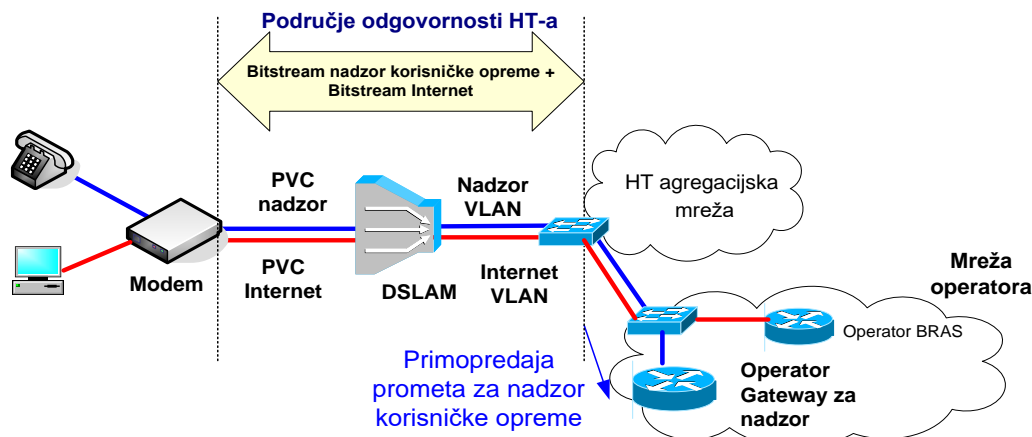 Područje odgovornosti HT-a
Bitstream nadzor korisničke opreme +
Bitstream Internet
HT agregacijska
mreža
PVC
nadzor
Nadzor
VLAN
Modem
PVC
Internet
DSLAM
Internet
VLAN
Mreža
operatora
Operator BRAS
Primopredaja
prometa za nadzor
korisničke opreme
Operator
Gateway za
nadzor